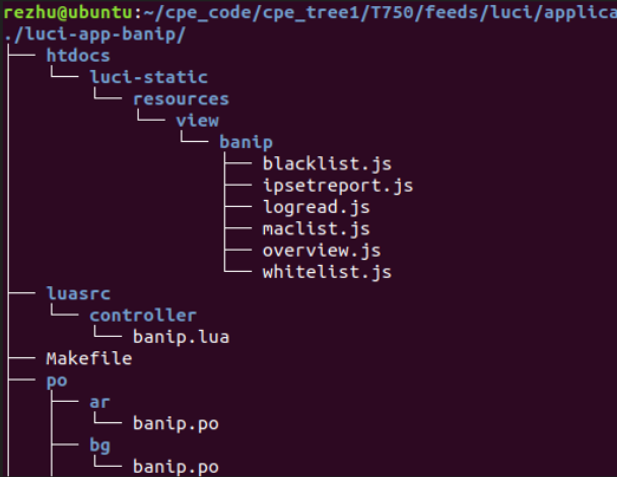 rezhu@ubuntu:~/cpe_code/cpe_tree1/T750/feeds/luci/applica
./luci-app-banip/
├── htdocs
│   └── luci-static
│       └── resources
│           └── view
│               └── banip
│                   ├── blacklist.js
│                   ├── ipsetreport.js
│                   ├── logread.js
│                   ├── maclist.js
│                   ├── overview.js
│                   └── whitelist.js
├── luasrc
│   └── controller
│       └── banip.lua
├── Makefile
├── po
│   ├── ar
│   │   └── banip.po
│   ├── bg
│   │   └── banip.po